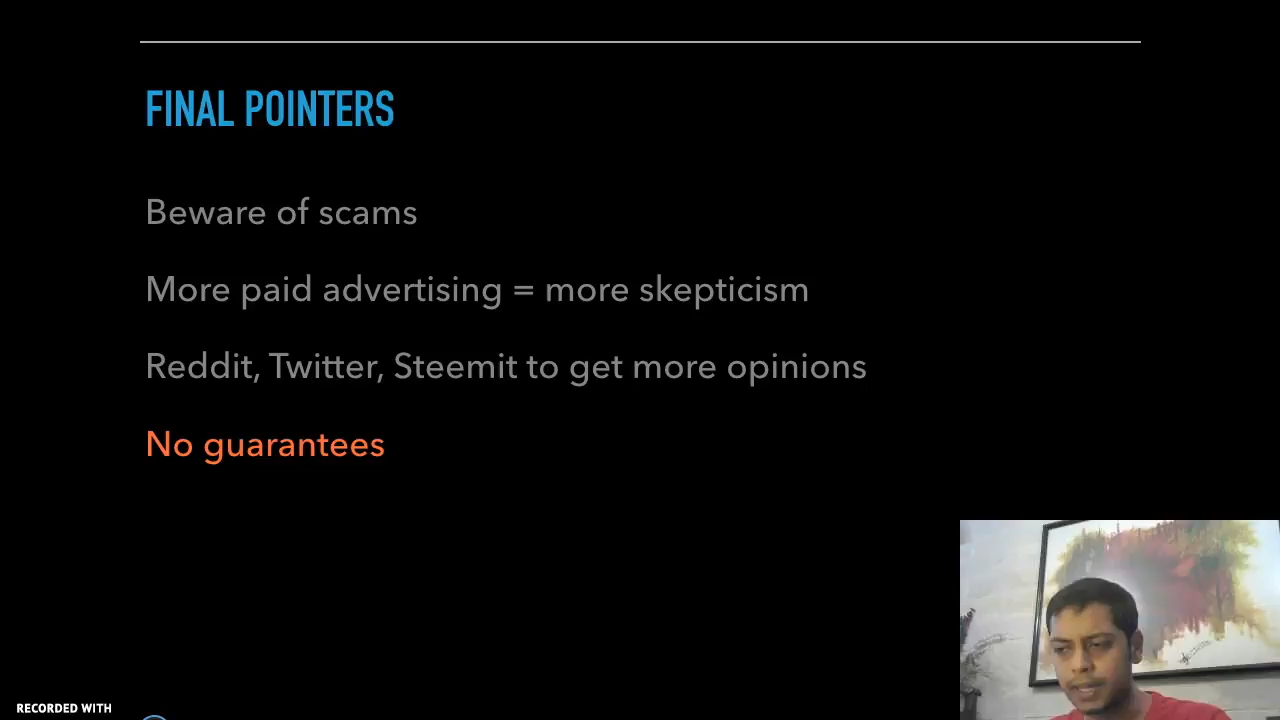 FINAL POINTERS
Beware of scams
More paid advertising = more skepticism
Reddit, Twitter, Steemit to get more opinions
No guarantees
RECORDED WITH